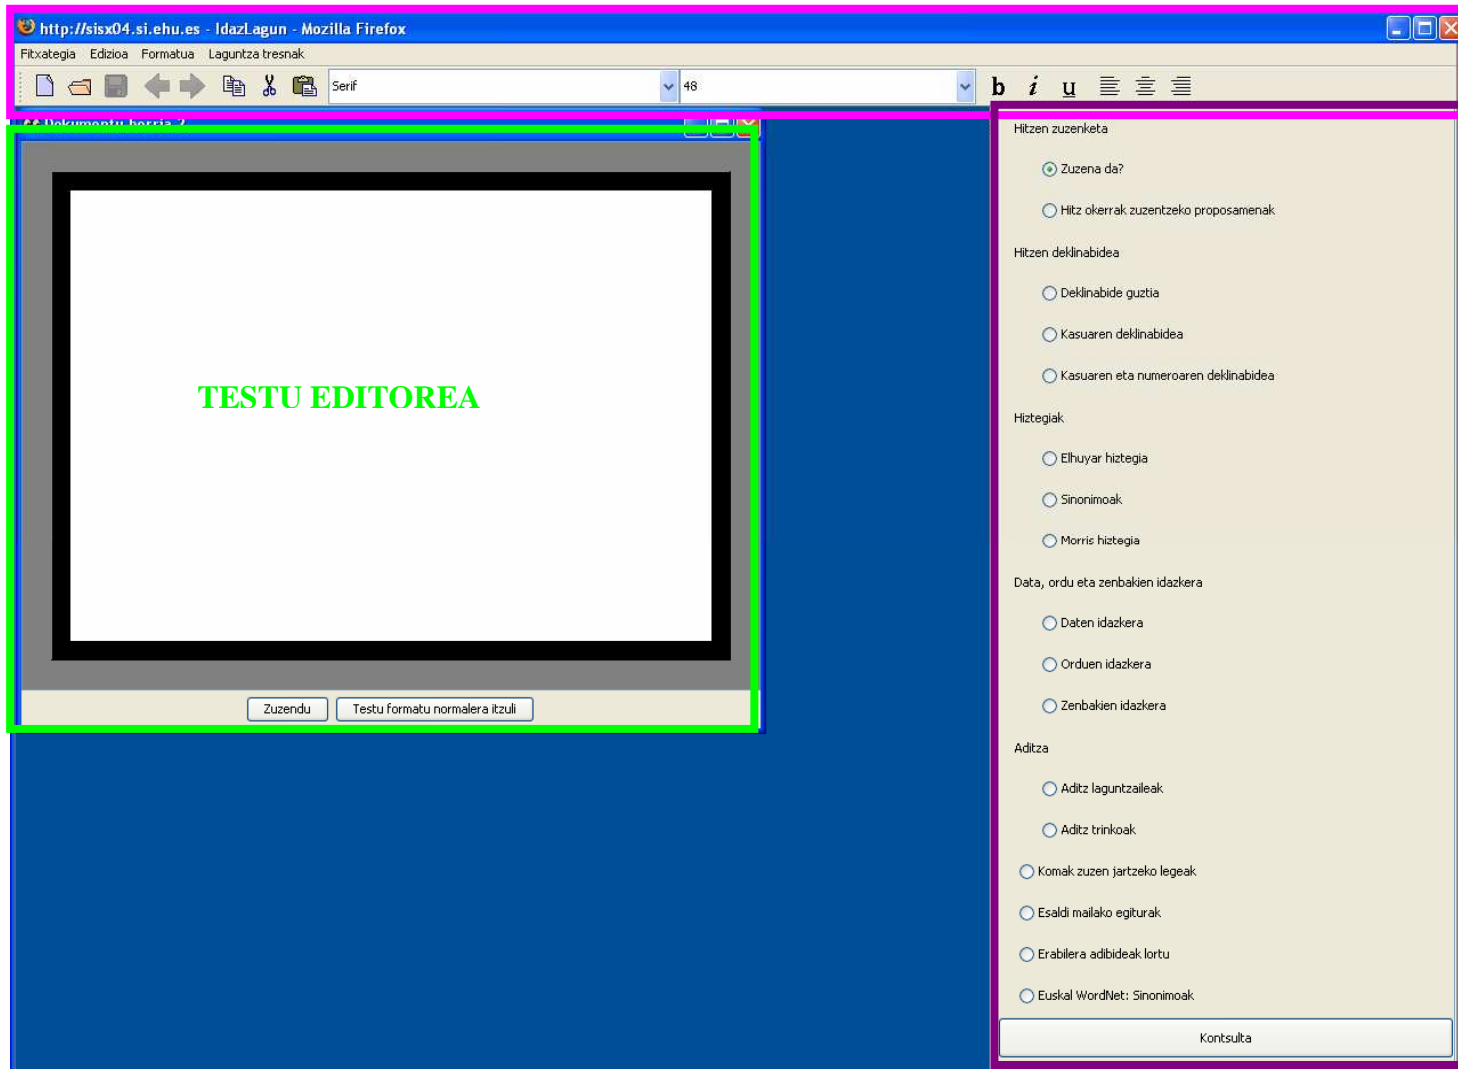 http://sisx04.si.ehu.es - IdazLagun - Mozilla Firefox
Fitxategia Edizioa Formatua Laguntza tresnak
Serif 48 b i u
Dokumentu berria 2
TESTU EDITOREA
Zuzendu Testu formatu normalera itzuli
Hitzen zuzenketa
Zuzena da?
Hitz okerrak zuzentzeko proposamenak
Hitzen deklinabidea
Deklinabide guztia
Kasuaren deklinabidea
Kasuaren eta numeroaren deklinabidea
Hiztegiak
Elhuyar hiztegia
Sinonimoak
Morris hiztegia
Data, ordu eta zenbakien idazkera
Daten idazkera
Orduen idazkera
Zenbakien idazkera
Aditza
Aditz laguntzaileak
Aditz trinkoak
Komak zuzen jartzeko legeak
Esaldi mailako egiturak
Erabilera adibideak lortu
Euskal WordNet: Sinonimoak
Kontsulta